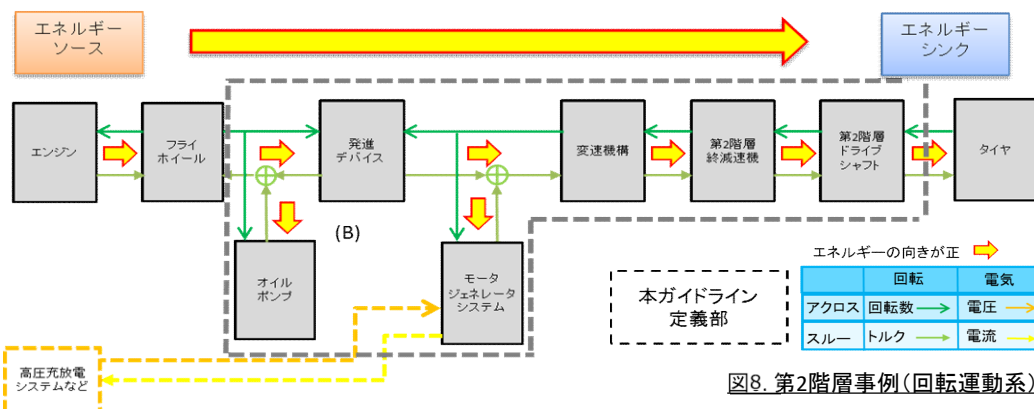 エネルギー
ソース
エネルギー
シンク
エンジン
フライ
ホイール
発進
デバイス
変速機構
第2階層
終減速機
第2階層
ドライブ
シャフト
タイヤ
(B)
オイル
ポンプ
モータ
ジェネレータ
システム
高圧充放電
システムなど
本ガイドライン
定義部
エネルギーの向きが正
回転 電気
アクロス 回転数 電圧
スルー トルク 電流
図8. 第2階層事例(回転運動系)